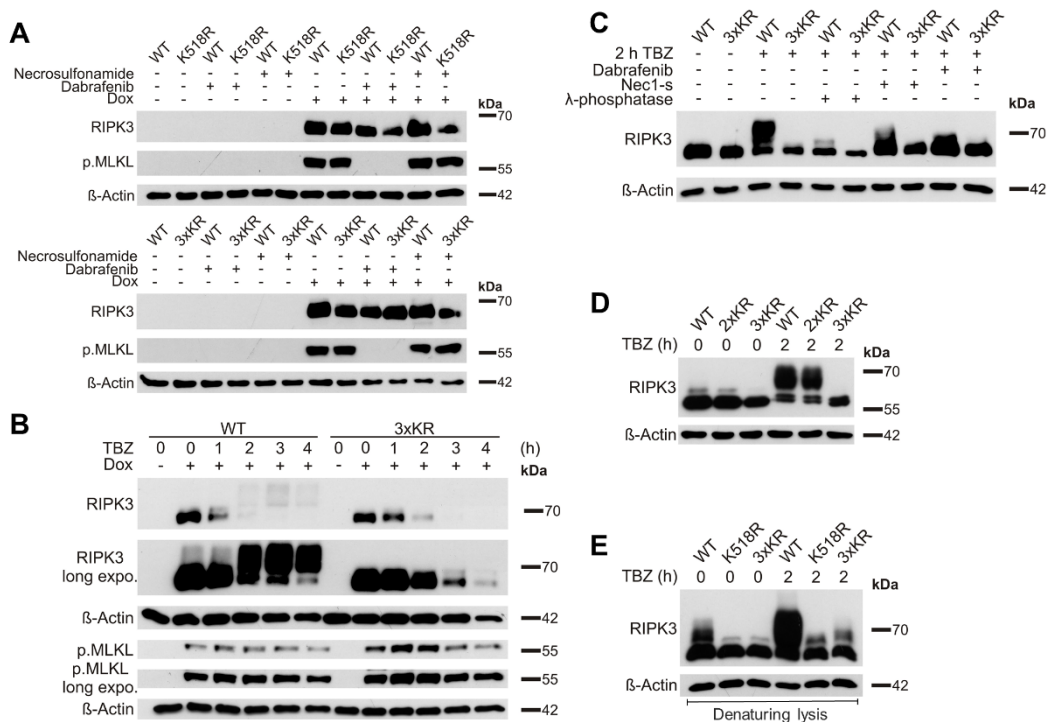 A
WT K518R WT K518R WT K518R WT K518R WT K518R WT K518R
Necrosulfonamide - - - - + + - - - - + +
Dabrafenib - - + + - - - - + + - -
Dox - - - - - - + + + + + +
kDa
RIPK3 70
p.MLKL 55
ß-Actin 42
WT 3xKR WT 3xKR WT 3xKR WT 3xKR WT 3xKR WT 3xKR
Necrosulfonamide - - - - + + - - - - + +
Dabrafenib - - + + - - - - + + - -
Dox - - - - - - + + + + + +
kDa
RIPK3 70
p.MLKL 55
ß-Actin 42
B
WT 3xKR
TBZ 0 0 1 2 3 4 0 0 1 2 3 4 (h)
Dox - + + + + + - + + + + +
kDa
RIPK3 70
RIPK3
long expo. 70
ß-Actin 42
p.MLKL 55
p.MLKL
long expo. 55
ß-Actin 42
C
WT 3xKR WT 3xKR WT 3xKR WT 3xKR WT 3xKR
2 h TBZ - - + + + + + + + +
Dabrafenib - - - - - - - - + +
Nec1-s - - - - - - + + - -
λ-phosphatase - - - - + + - - - -
kDa
RIPK3 70
ß-Actin 42
D
WT 2xKR 3xKR WT 2xKR 3xKR
TBZ (h) 0 0 0 2 2 2
kDa
RIPK3 70
55
ß-Actin 42
E
WT K518R 3xKR WT K518R 3xKR
TBZ (h) 0 0 0 2 2 2
kDa
RIPK3 70
ß-Actin 42
Denaturing lysis